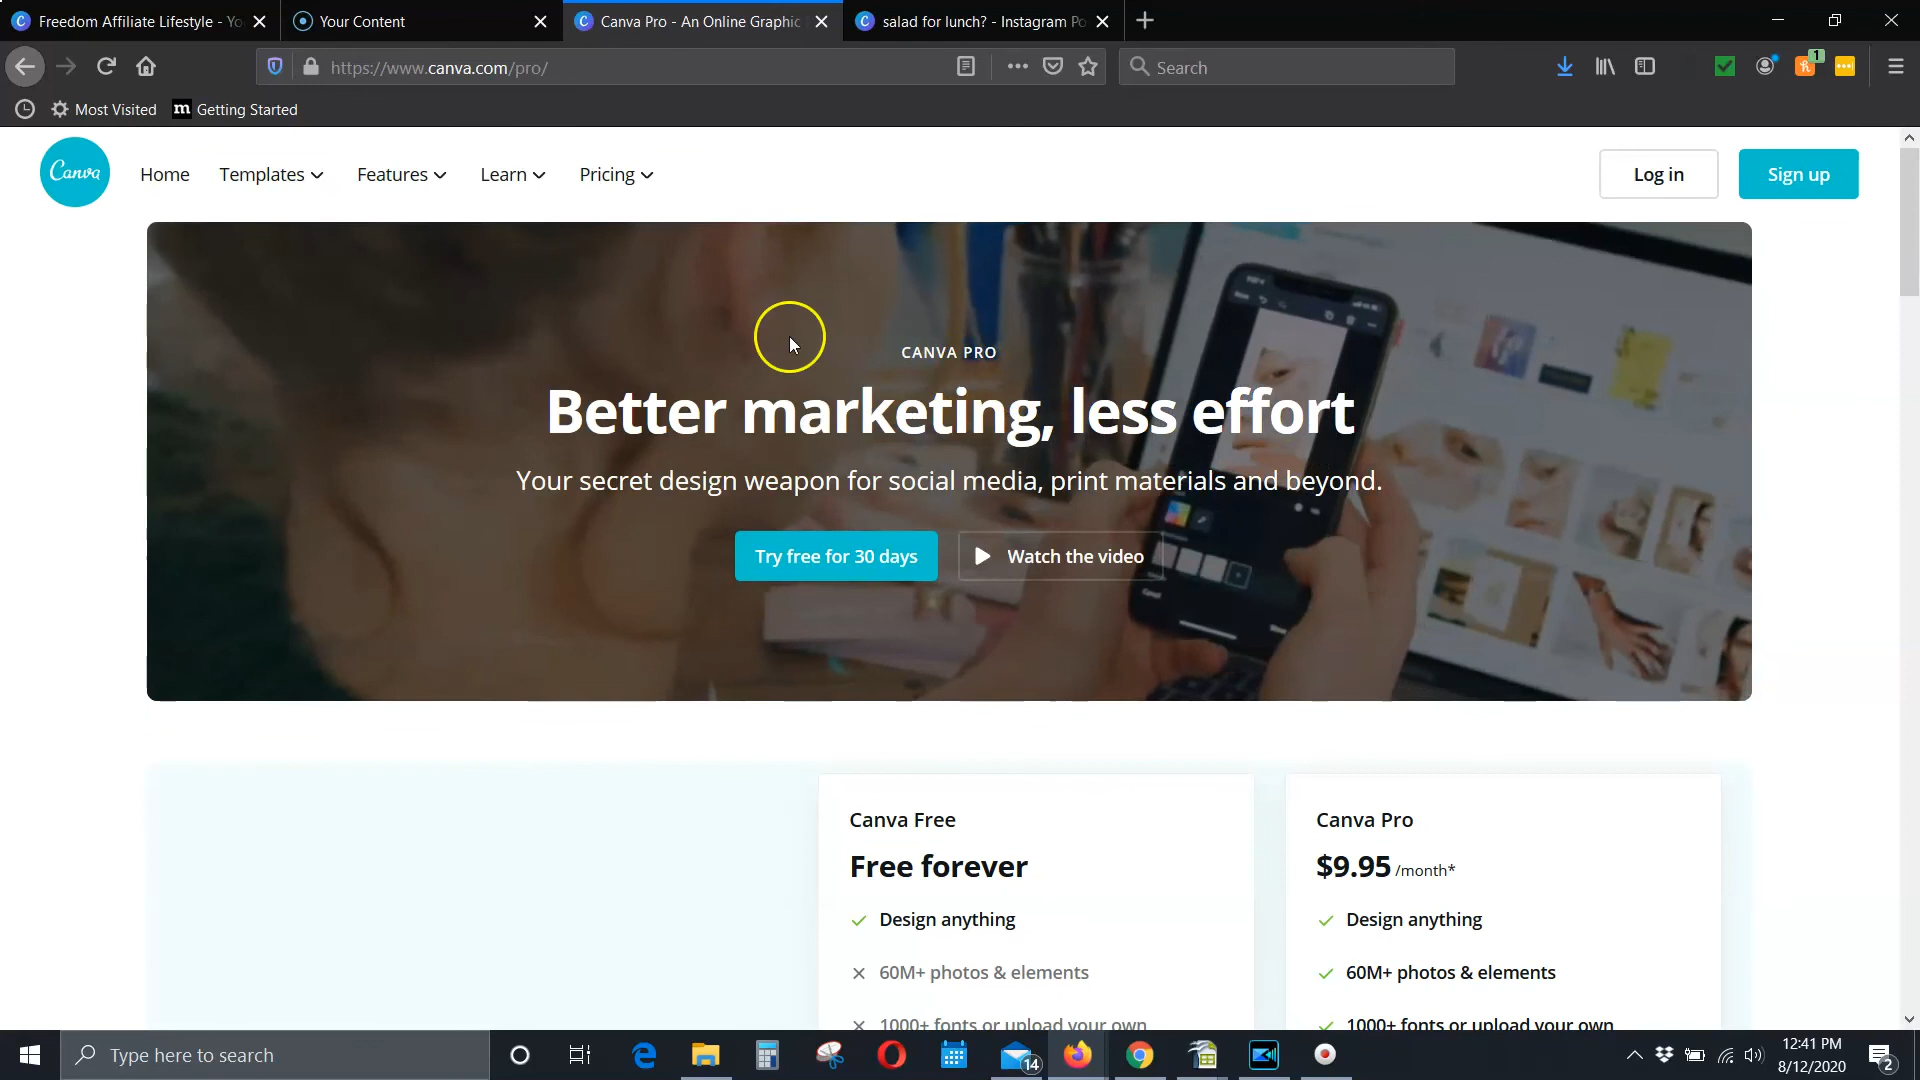 Freedom Affiliate Lifestyle - Yo
Your Content
Canva Pro - An Online Graphic
salad for lunch? - Instagram Po
https://www.canva.com/pro/
Search
1
Most Visited
m Getting Started
Canva
Home
Templates
Features
Learn
Pricing
Log in
Sign up
CANVA PRO
Better marketing, less effort
Your secret design weapon for social media, print materials and beyond.
Try free for 30 days
Watch the video
Canva Free
Free forever
Design anything
60M+ photos & elements
1000+ fonts or upload your own
Canva Pro
$9.95 /month*
Design anything
60M+ photos & elements
1000+ fonts or upload your own
Type here to search
14
12:41 PM
8/12/2020
2